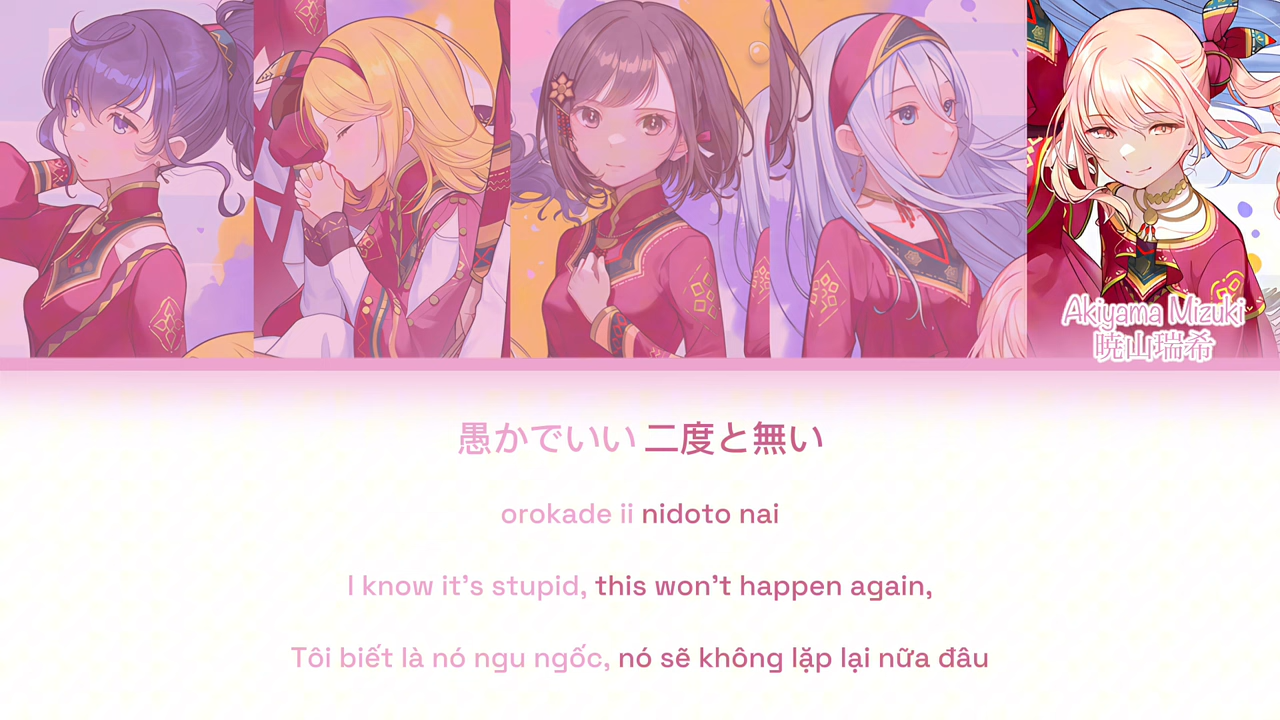 Akiyama Mizuki
暁山瑞希
愚かでいい 二度と無い
orokade ii nidoto nai
I know it's stupid, this won't happen again,
Tôi biết là nó ngu ngốc, nó sẽ không lặp lại nữa đâu